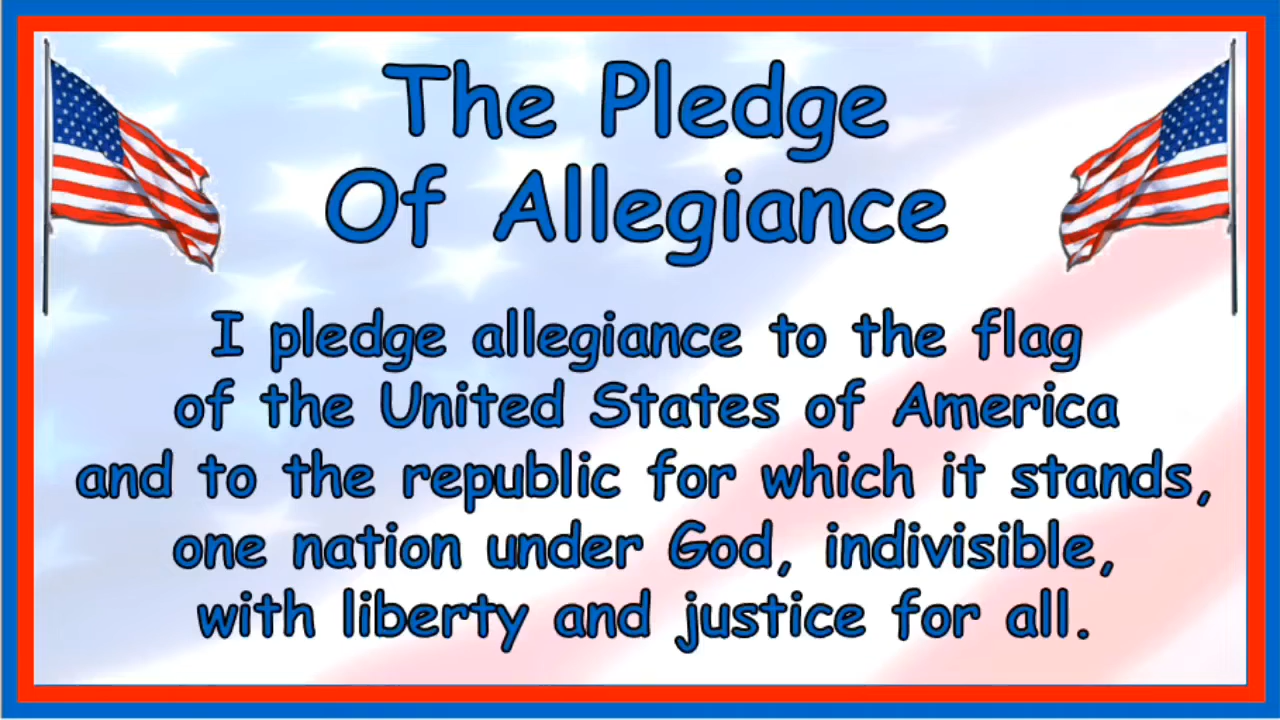 The Pledge
Of Allegiance
I pledge allegiance to the flag
of the United States of America
and to the republic for which it stands,
one nation under God, indivisible,
with liberty and justice for all.